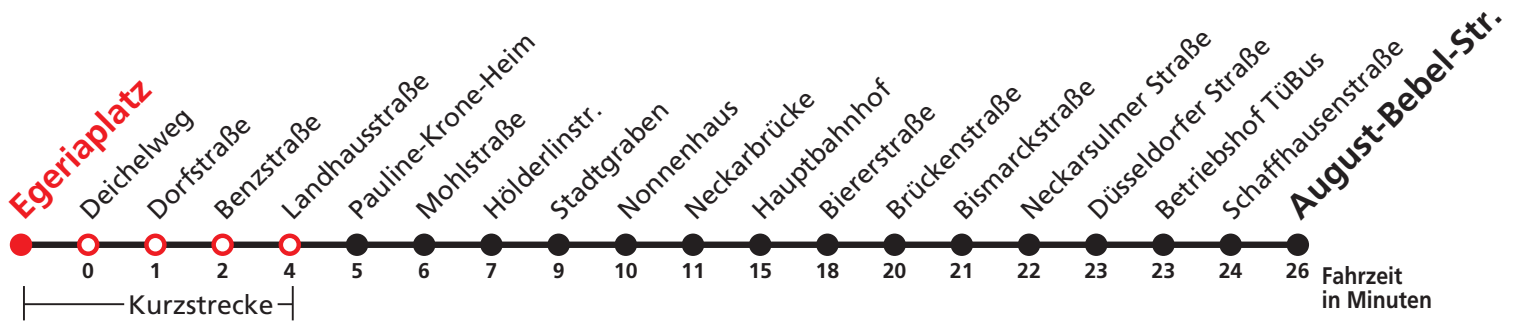 Egeriaplatz
Deichelweg
Dorfstraße
Benzstraße
Landhausstraße
Pauline-Krone-Heim
Mohlstraße
Hölderlinstr.
Stadtgraben
Nonnenhaus
Neckarbrücke
Hauptbahnhof
Biererstraße
Brückenstraße
Bismarckstraße
Neckarsulmer Straße
Düsseldorfer Straße
Betriebshof TüBus
Schaffhausenstraße
August-Bebel-Str.
0 1 2 4 5 6 7 9 10 11 15 18 20 21 22 23 23 24 26
Fahrzeit
in Minuten
Kurzstrecke